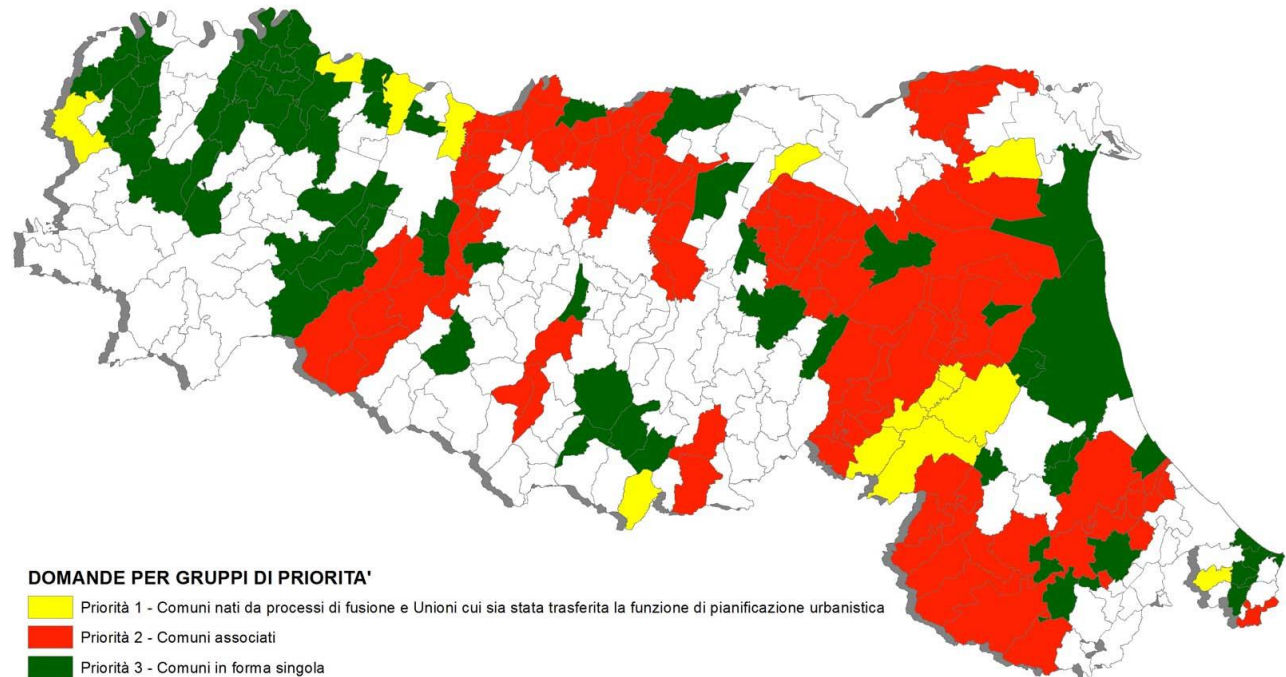 DOMANDE PER GRUPPI DI PRIORITA'
Priorità 1 - Comuni nati da processi di fusione e Unioni cui sia stata trasferita la funzione di pianificazione urbanistica
Priorità 2 - Comuni associati
Priorità 3 - Comuni in forma singola